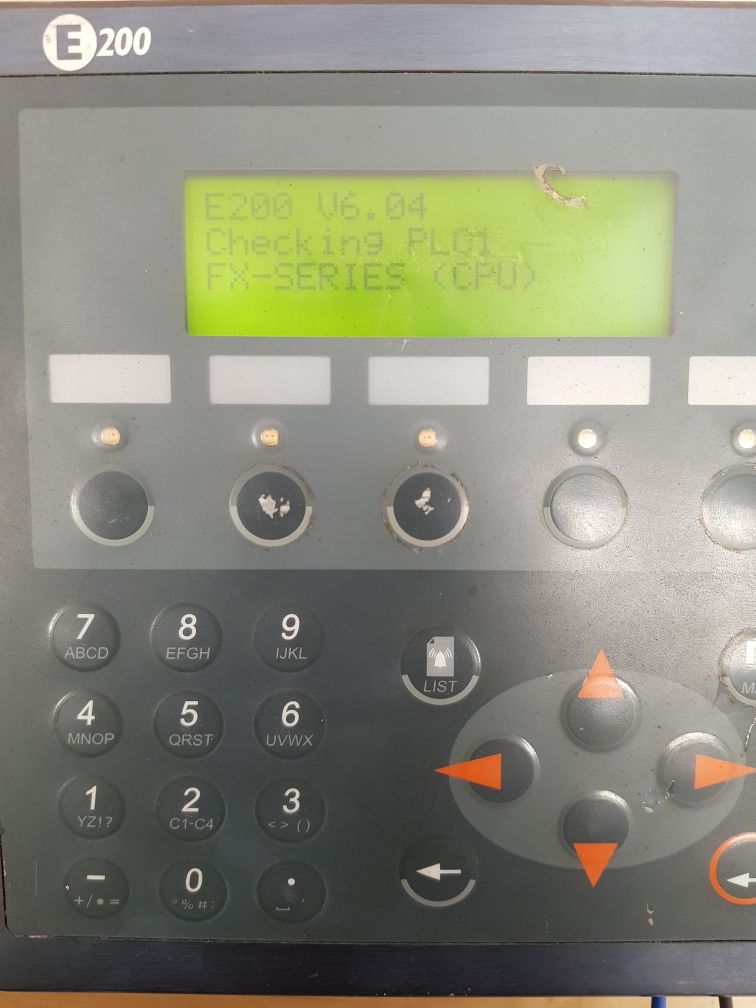 E200
E200 V6.04
Checking PLC1
FX-SERIES (CPU)
7 8 9
ABCD EFGH IJKL
LIST
4 5 6
MNOP QRST UVWX
1 2 3
YZ!? C1-C4 <> ()
- 0 .
+/*= °%#: